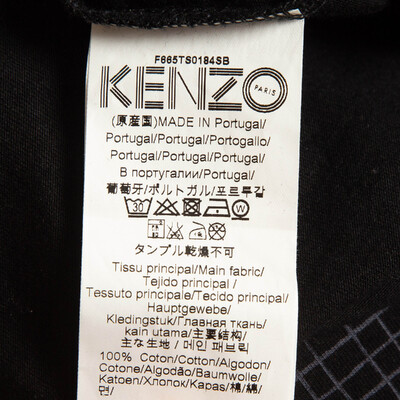 F665TS0184SB
KENZO
PARIS
(原産国)MADE IN Portugal/
Portugal/Portugal/Portogallo/
Portugal/Portugal/Portugal/
В португалии/Portugal/
葡萄牙/ポルトガル/포르투갈
30
タンブル乾燥不可
Tissu principal/Main fabric/
Tejido principal /
Tessuto principale/Tecido principal/
Hauptgewebe/
Kledingstuk/Главная ткань/
kain utama/主要结构/
主な生地 / 메인 패브릭
100% Coton/Cotton/Algodon/
Cotone/Algodão/Baumwolle/
Katoen/Хлопок/Kapas/棉/綿/
면/